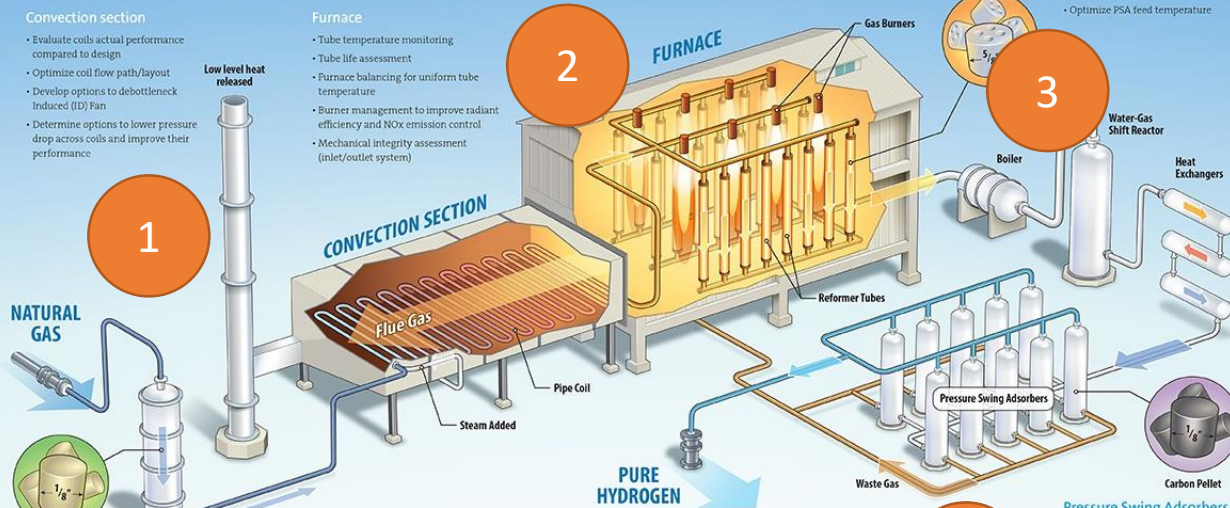 Convection section
• Evaluate coils actual performance
compared to design
• Optimize coil flow path/layout
• Develop options to debottleneck
Induced (ID) Fan
• Determine options to lower pressure
drop across coils and improve their
performance
Low level heat
released
Furnace
• Tube temperature monitoring
• Tube life assessment
• Furnace balancing for uniform tube
temperature
• Burner management to improve radiant
efficiency and NOx emission control
• Mechanical integrity assessment
(inlet/outlet system)
1
2
3
FURNACE
Gas Burners
• Optimize PSA feed temperature
5/8"
Water-Gas
Shift Reactor
Boiler
Heat
Exchangers
CONVECTION SECTION
Flue Gas
Reformer Tubes
NATURAL
GAS
Pipe Coil
Steam Added
Pressure Swing Adsorbers
1/8"
1/8"
PURE
HYDROGEN
Waste Gas
Carbon Pellet
Pressure Swing Adsorbers